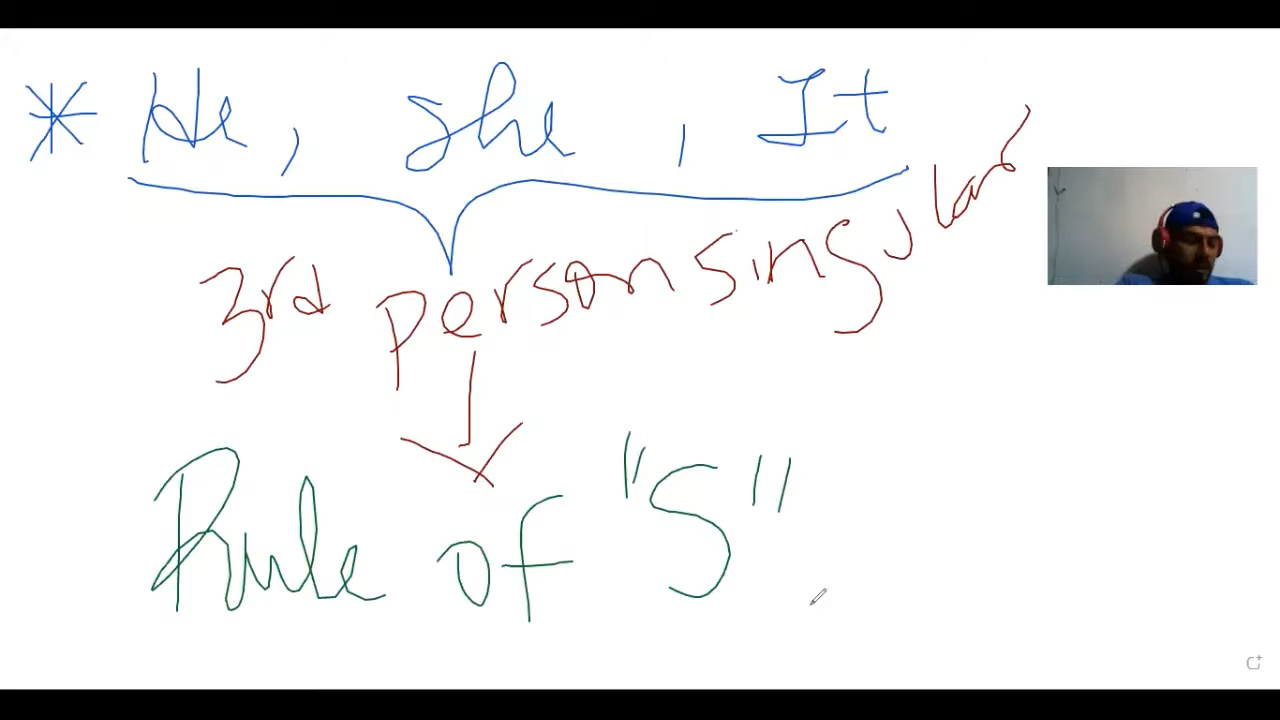 * He, she, It
3rd person singular
Rule of "S"